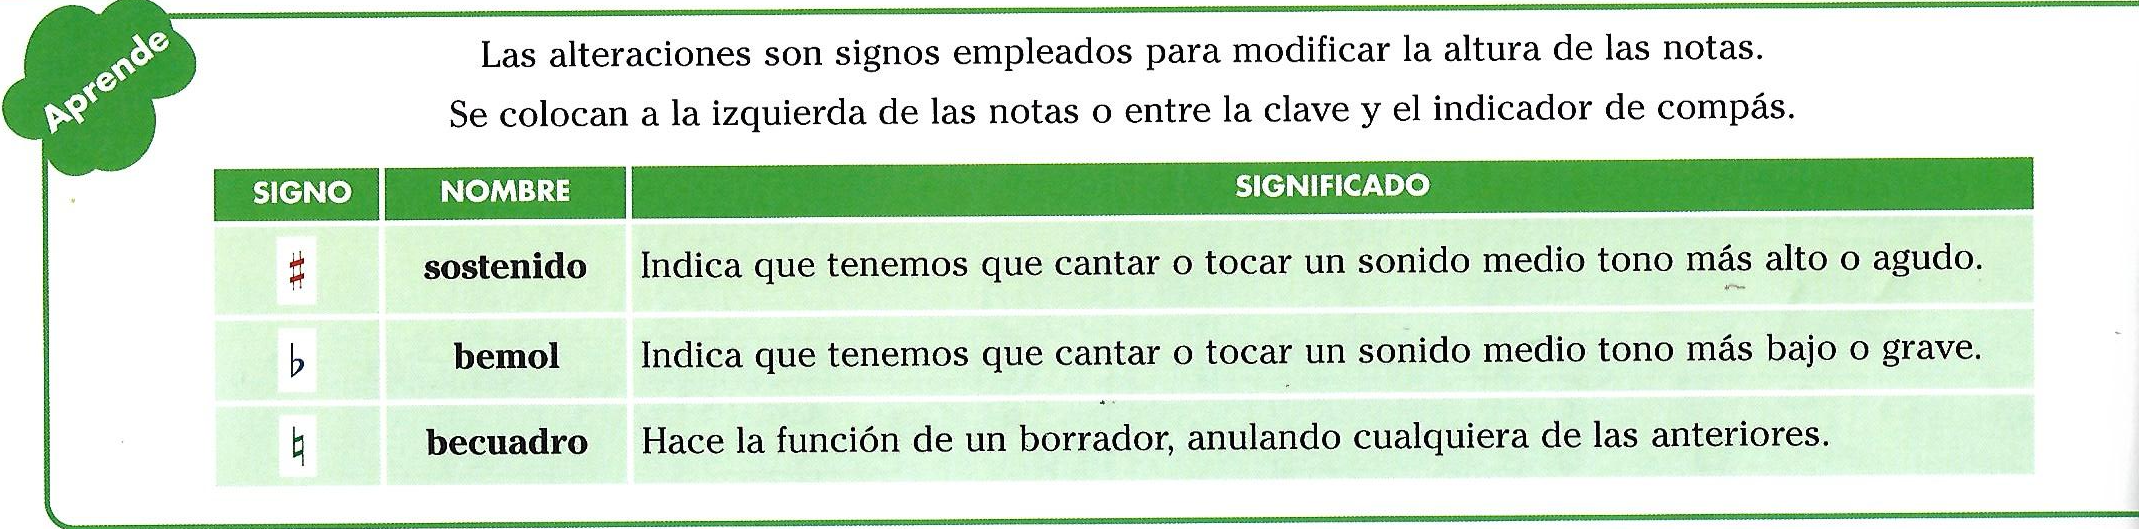 Aprende
Las alteraciones son signos empleados para modificar la altura de las notas.
Se colocan a la izquierda de las notas o entre la clave y el indicador de compás.
SIGNO NOMBRE SIGNIFICADO
♯ sostenido Indica que tenemos que cantar o tocar un sonido medio tono más alto o agudo.
♭ bemol Indica que tenemos que cantar o tocar un sonido medio tono más bajo o grave.
♮ becuadro Hace la función de un borrador, anulando cualquiera de las anteriores.